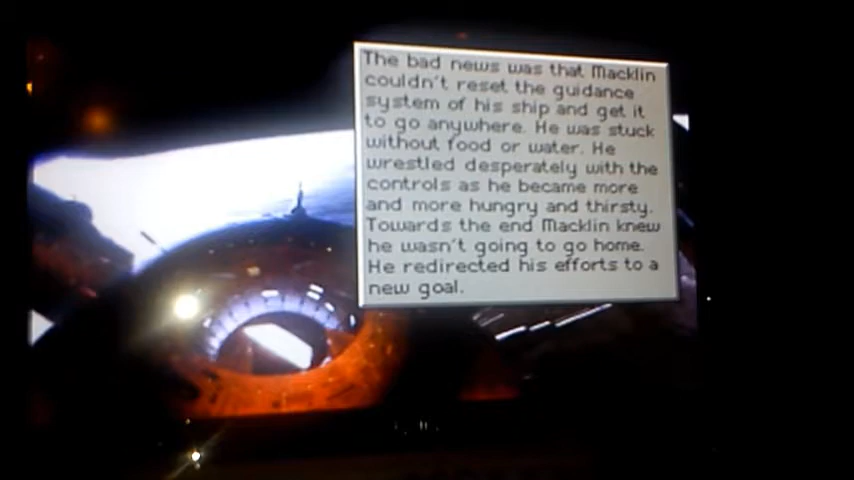 The bad news was that Macklin
couldn't reset the guidance
system of his ship and get it
to go anywhere. He was stuck
without food or water. He
wrestled desperately with the
controls as he became more
and more hungry and thirsty.
Towards the end Macklin knew
he wasn't going to go home.
He redirected his efforts to a
new goal.